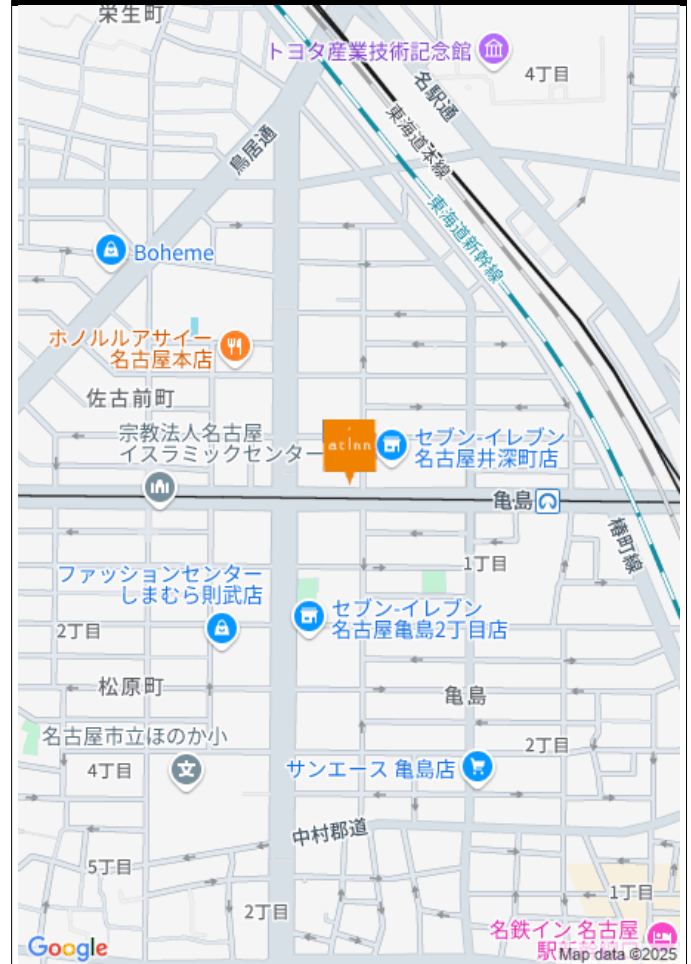 栄生町
トヨタ産業技術記念館
4丁目
名駅通
東海道本線
鳥居通
東海道新幹線
Boheme
ホノルルアサイー
名古屋本店
佐古前町
宗教法人名古屋
イスラミックセンター
at inn
セブン-イレブン
名古屋井深町店
亀島
椿町線
1丁目
ファッションセンター
しまむら則武店
セブン-イレブン
名古屋亀島2丁目店
2丁目
松原町
亀島
名古屋市立ほのか小
2丁目
4丁目
サンエース 亀島店
中村郡道
5丁目
1丁目
2丁目
名鉄イン 名古屋
Google
Map data ©2025